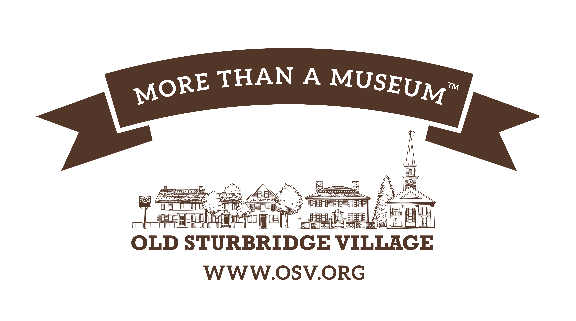 MORE THAN A MUSEUM™
OLD STURBRIDGE VILLAGE
WWW.OSV.ORG